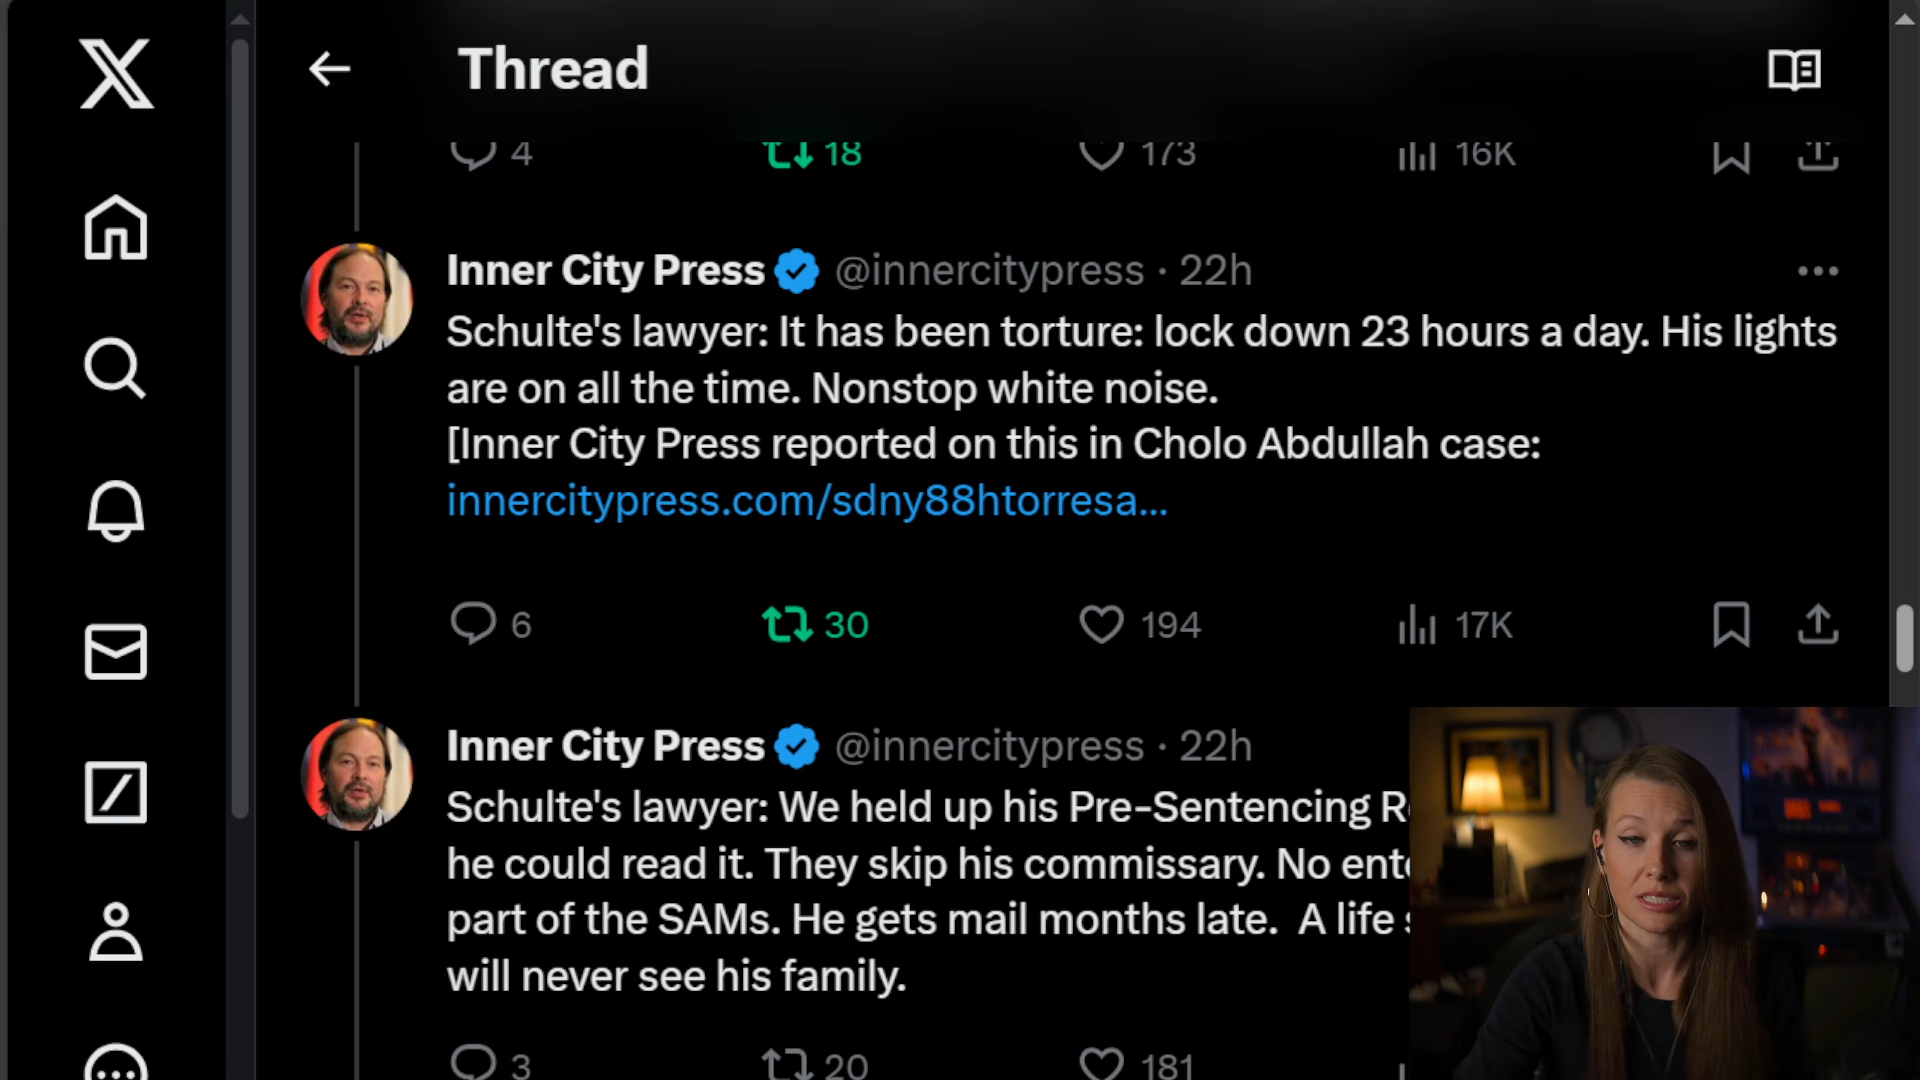 Thread
4 18 173 16K
Inner City Press @innercitypress · 22h
Schulte's lawyer: It has been torture: lock down 23 hours a day. His lights
are on all the time. Nonstop white noise.
[Inner City Press reported on this in Cholo Abdullah case:
innercitypress.com/sdny88htorresa...
6 30 194 17K
Inner City Press @innercitypress · 22h
Schulte's lawyer: We held up his Pre-Sentencing
he could read it. They skip his commissary. No
part of the SAMs. He gets mail months late. A life
will never see his family.
3 20 181